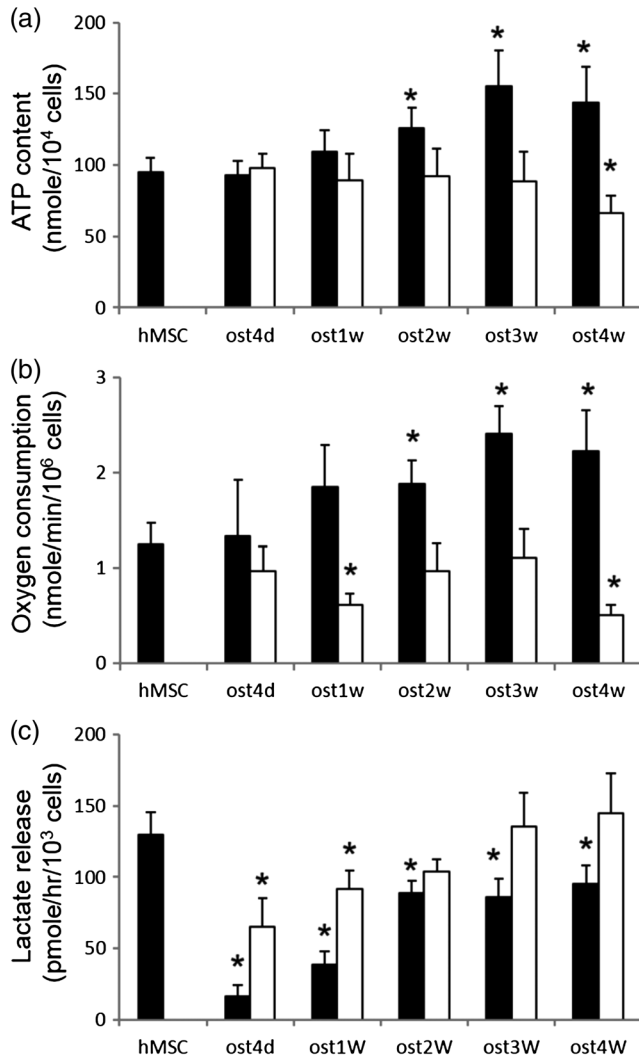 (a)
ATP content
(nmole/10⁴ cells)
200
150
100
50
0
* * * *
hMSC ost4d ost1w ost2w ost3w ost4w
(b)
Oxygen consumption
(nmole/min/10⁶ cells)
3
2
1
0
* * * * *
hMSC ost4d ost1w ost2w ost3w ost4w
(c)
Lactate release
(pmole/hr/10³ cells)
200
150
100
50
0
* * * * * * *
hMSC ost4d ost1W ost2W ost3W ost4W